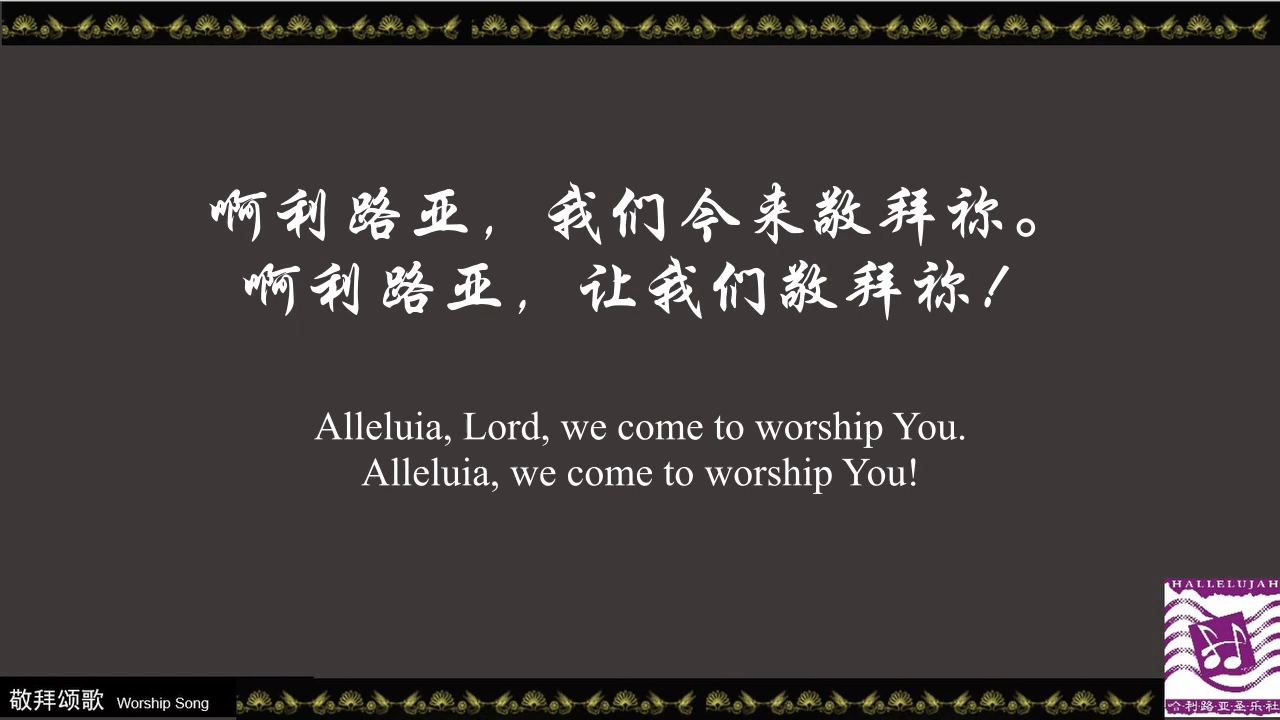 啊利路亚，我们今来敬拜祢。
啊利路亚，让我们敬拜祢！
Alleluia, Lord, we come to worship You.
Alleluia, we come to worship You!
HALLELUJAH
哈利路亚圣乐社
敬拜颂歌 Worship Song